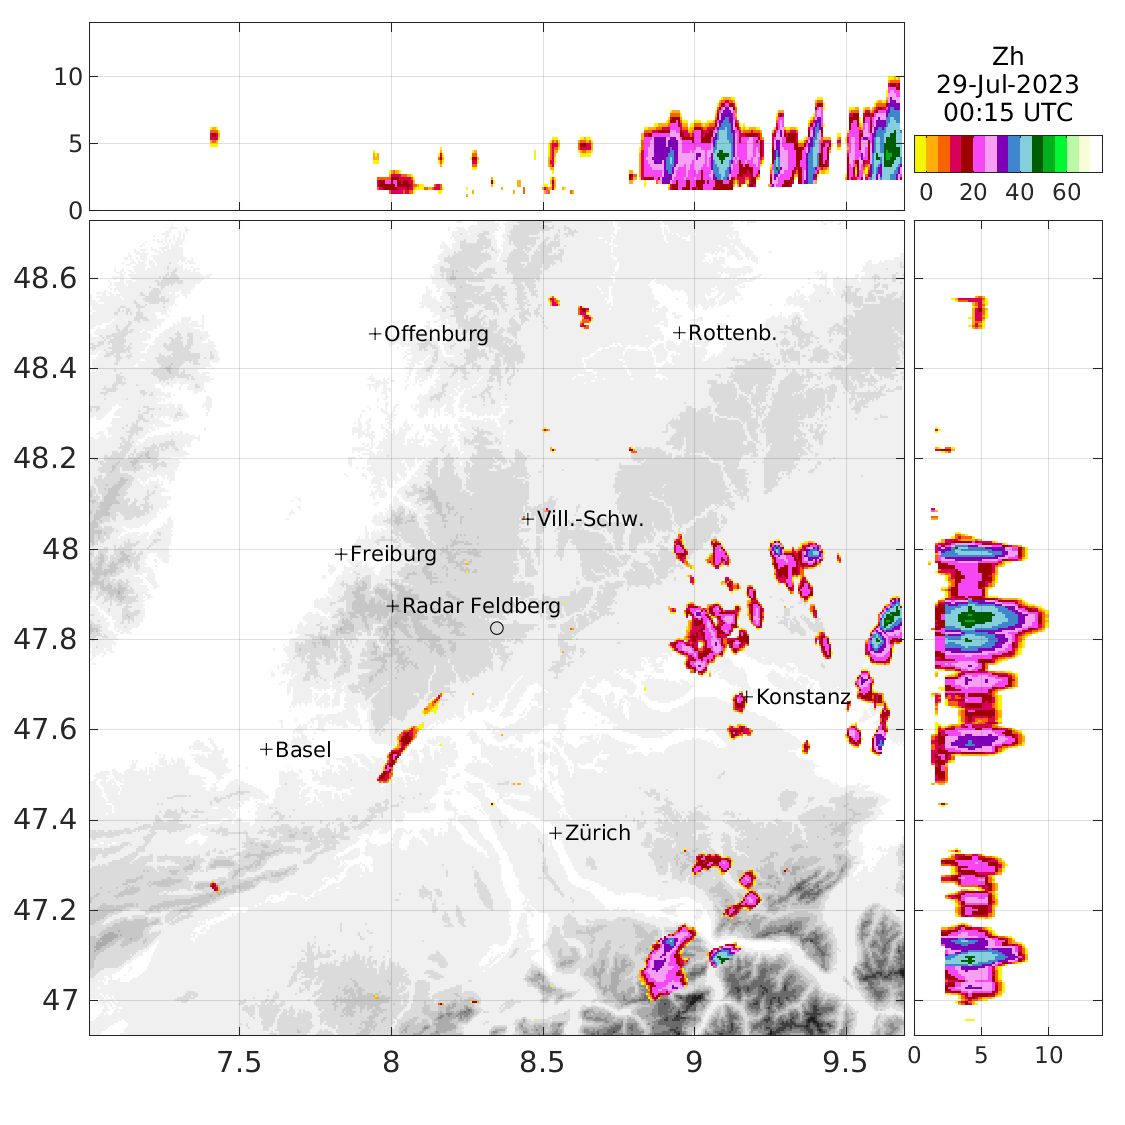 10
5
0
Zh
29-Jul-2023
00:15 UTC
0 20 40 60
48.6
48.4
48.2
48
47.8
47.6
47.4
47.2
47
+Offenburg
+Rottenb.
+Vill.-Schw.
+Freiburg
+Radar Feldberg
+Konstanz
+Basel
+Zürich
7.5 8 8.5 9 9.5
0 5 10